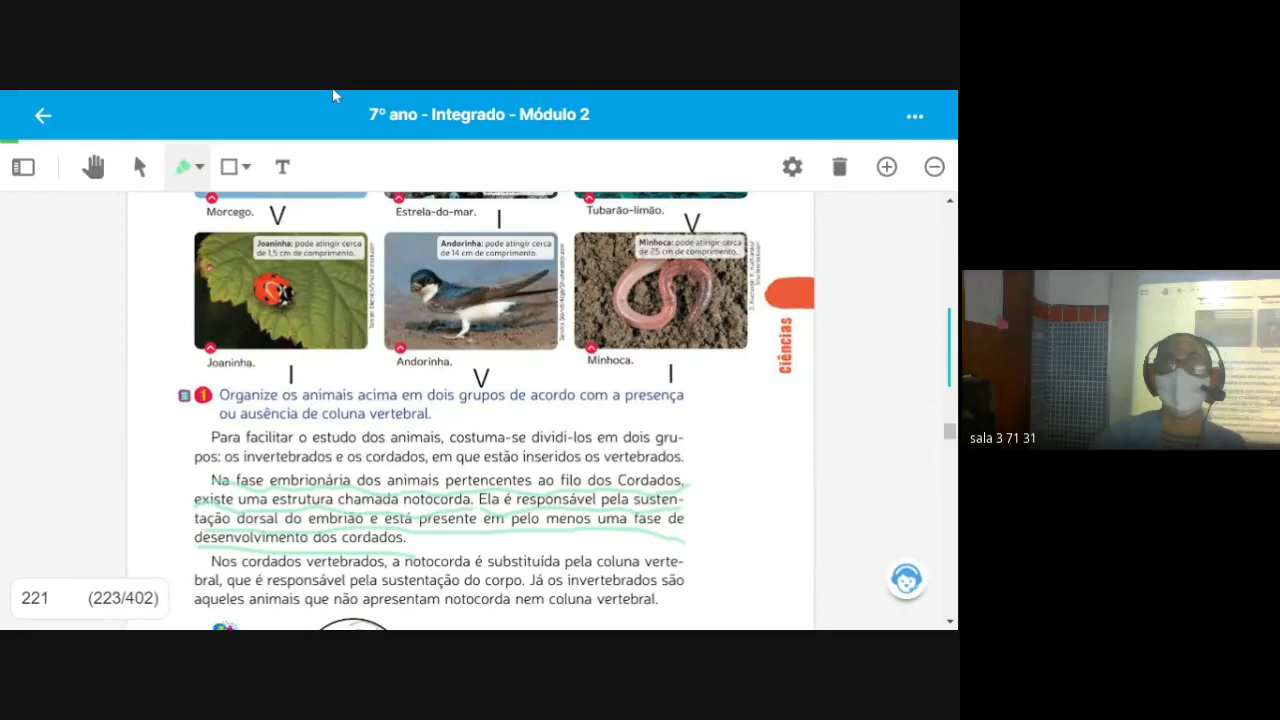 7º ano - Integrado - Módulo 2
Morcego. V
Estrela-do-mar. I
Tubarão-limão. V
Joaninha: pode atingir cerca
de 1,5 cm de comprimento.
Andorinha: pode atingir cerca
de 14 cm de comprimento.
Minhoca: pode atingir cerca
de 25 cm de comprimento.
Joaninha. I
Andorinha. V
Minhoca. I
Ciências
1 Organize os animais acima em dois grupos de acordo com a presença
ou ausência de coluna vertebral.
Para facilitar o estudo dos animais, costuma-se dividi-los em dois gru-
pos: os invertebrados e os cordados, em que estão inseridos os vertebrados.
Na fase embrionária dos animais pertencentes ao filo dos Cordados,
existe uma estrutura chamada notocorda. Ela é responsável pela susten-
tação dorsal do embrião e está presente em pelo menos uma fase de
desenvolvimento dos cordados.
Nos cordados vertebrados, a notocorda é substituída pela coluna verte-
bral, que é responsável pela sustentação do corpo. Já os invertebrados são
aqueles animais que não apresentam notocorda nem coluna vertebral.
221 (223/402)
sala 3 71 31